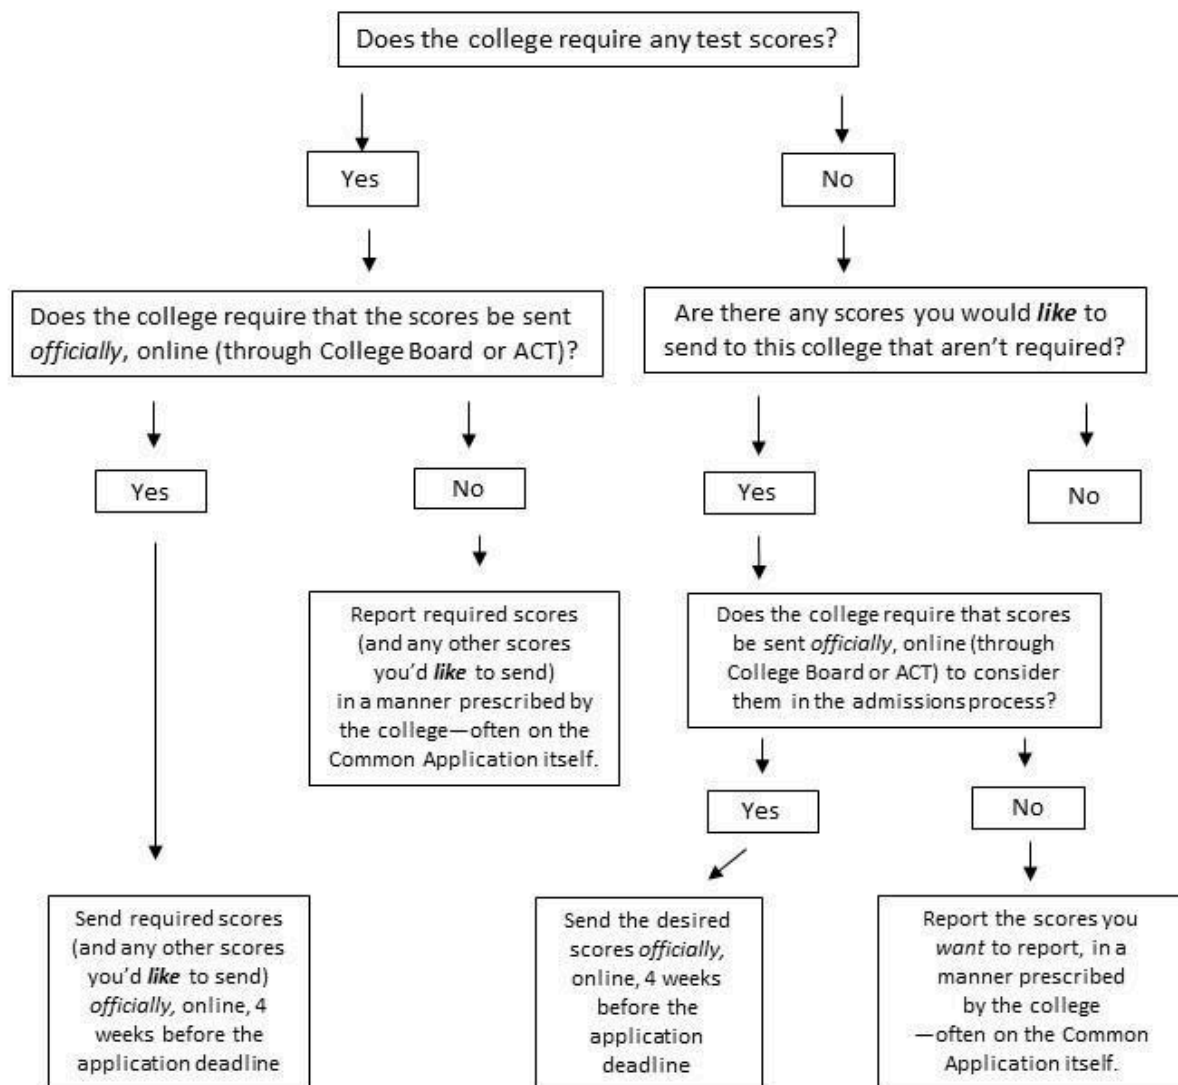 Does the college require any test scores?
Yes
No
Does the college require that the scores be sent
officially, online (through College Board or ACT)?
Are there any scores you would like to
send to this college that aren’t required?
Yes
No
Yes
No
Report required scores
(and any other scores
you’d like to send)
in a manner prescribed by
the college—often on the
Common Application itself.
Does the college require that scores
be sent officially, online (through
College Board or ACT) to consider
them in the admissions process?
Yes
No
Send required scores
(and any other scores
you’d like to send)
officially, online, 4
weeks before the
application deadline
Send the desired
scores officially,
online, 4 weeks
before the
application
deadline
Report the scores you
want to report, in a
manner prescribed
by the college
—often on the Common
Application itself.